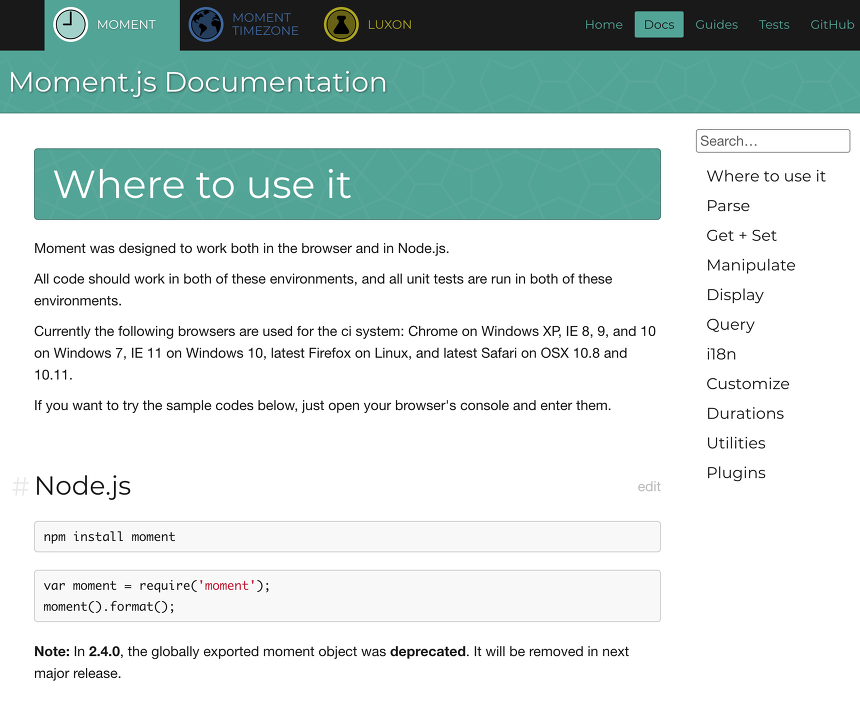 MOMENT
MOMENT
TIMEZONE
LUXON
Home
Docs
Guides
Tests
GitHub
Moment.js Documentation
Where to use it
Moment was designed to work both in the browser and in Node.js.
All code should work in both of these environments, and all unit tests are run in both of these
environments.
Currently the following browsers are used for the ci system: Chrome on Windows XP, IE 8, 9, and 10
on Windows 7, IE 11 on Windows 10, latest Firefox on Linux, and latest Safari on OSX 10.8 and
10.11.
If you want to try the sample codes below, just open your browser's console and enter them.
# Node.js
edit
npm install moment
var moment = require('moment');
moment().format();
Note: In 2.4.0, the globally exported moment object was deprecated. It will be removed in next
major release.
Search…
Where to use it
Parse
Get + Set
Manipulate
Display
Query
i18n
Customize
Durations
Utilities
Plugins